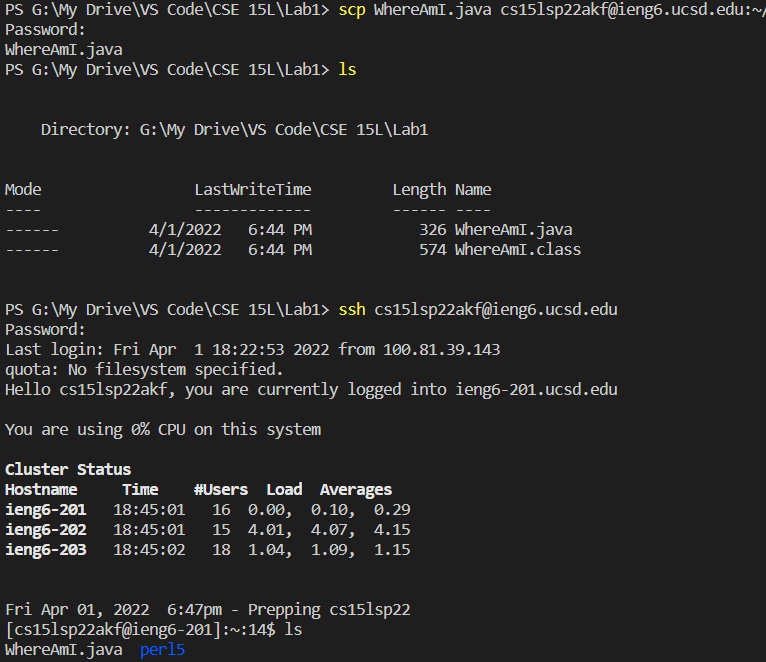 PS G:\My Drive\VS Code\CSE 15L\Lab1> scp WhereAmI.java cs15lsp22akf@ieng6.ucsd.edu:~/
Password:
WhereAmI.java
PS G:\My Drive\VS Code\CSE 15L\Lab1> ls
Directory: G:\My Drive\VS Code\CSE 15L\Lab1
Mode                 LastWriteTime         Length Name
----                 -------------         ------ ----
------          4/1/2022   6:44 PM            326 WhereAmI.java
------          4/1/2022   6:44 PM            574 WhereAmI.class
PS G:\My Drive\VS Code\CSE 15L\Lab1> ssh cs15lsp22akf@ieng6.ucsd.edu
Password:
Last login: Fri Apr  1 18:22:53 2022 from 100.81.39.143
quota: No filesystem specified.
Hello cs15lsp22akf, you are currently logged into ieng6-201.ucsd.edu
You are using 0% CPU on this system
Cluster Status
Hostname     Time    #Users  Load  Averages
ieng6-201   18:45:01   16  0.00,  0.10,  0.29
ieng6-202   18:45:01   15  4.01,  4.07,  4.15
ieng6-203   18:45:02   18  1.04,  1.09,  1.15
Fri Apr 01, 2022  6:47pm - Prepping cs15lsp22
[cs15lsp22akf@ieng6-201]:~:14$ ls
WhereAmI.java  perl5